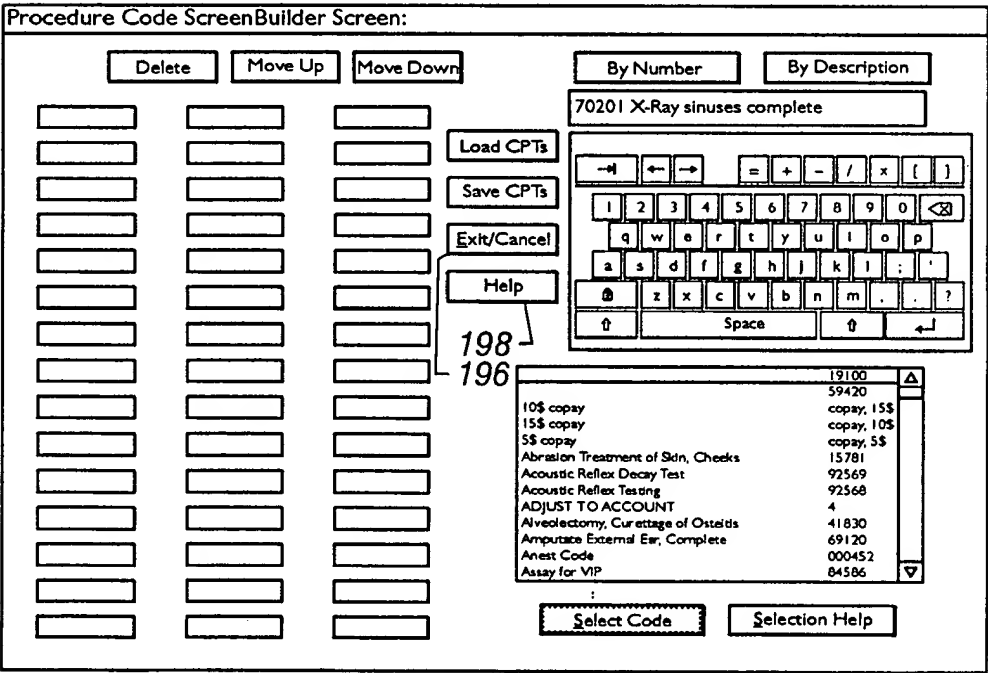 Procedure Code ScreenBuilder Screen:
Delete
Move Up
Move Down
By Number
By Description
70201 X-Ray sinuses complete
Load CPTs
Save CPTs
Exit/Cancel
Help
198
196
= + - / x [ ]
1 2 3 4 5 6 7 8 9 0
q w e r t y u i o p
a s d f g h j k l ; '
z x c v b n m , . ?
Space
19100
59420
10$ copay copay, 15$
15$ copay copay, 10$
5$ copay copay, 5$
Abrasion Treatment of Skin, Cheeks 15781
Acoustic Reflex Decay Test 92569
Acoustic Reflex Testing 92568
ADJUST TO ACCOUNT 4
Alveolectomy, Curettage of Osteitis 41830
Amputate External Ear, Complete 69120
Anest Code 000452
Assay for VIP 84586
Select Code
Selection Help